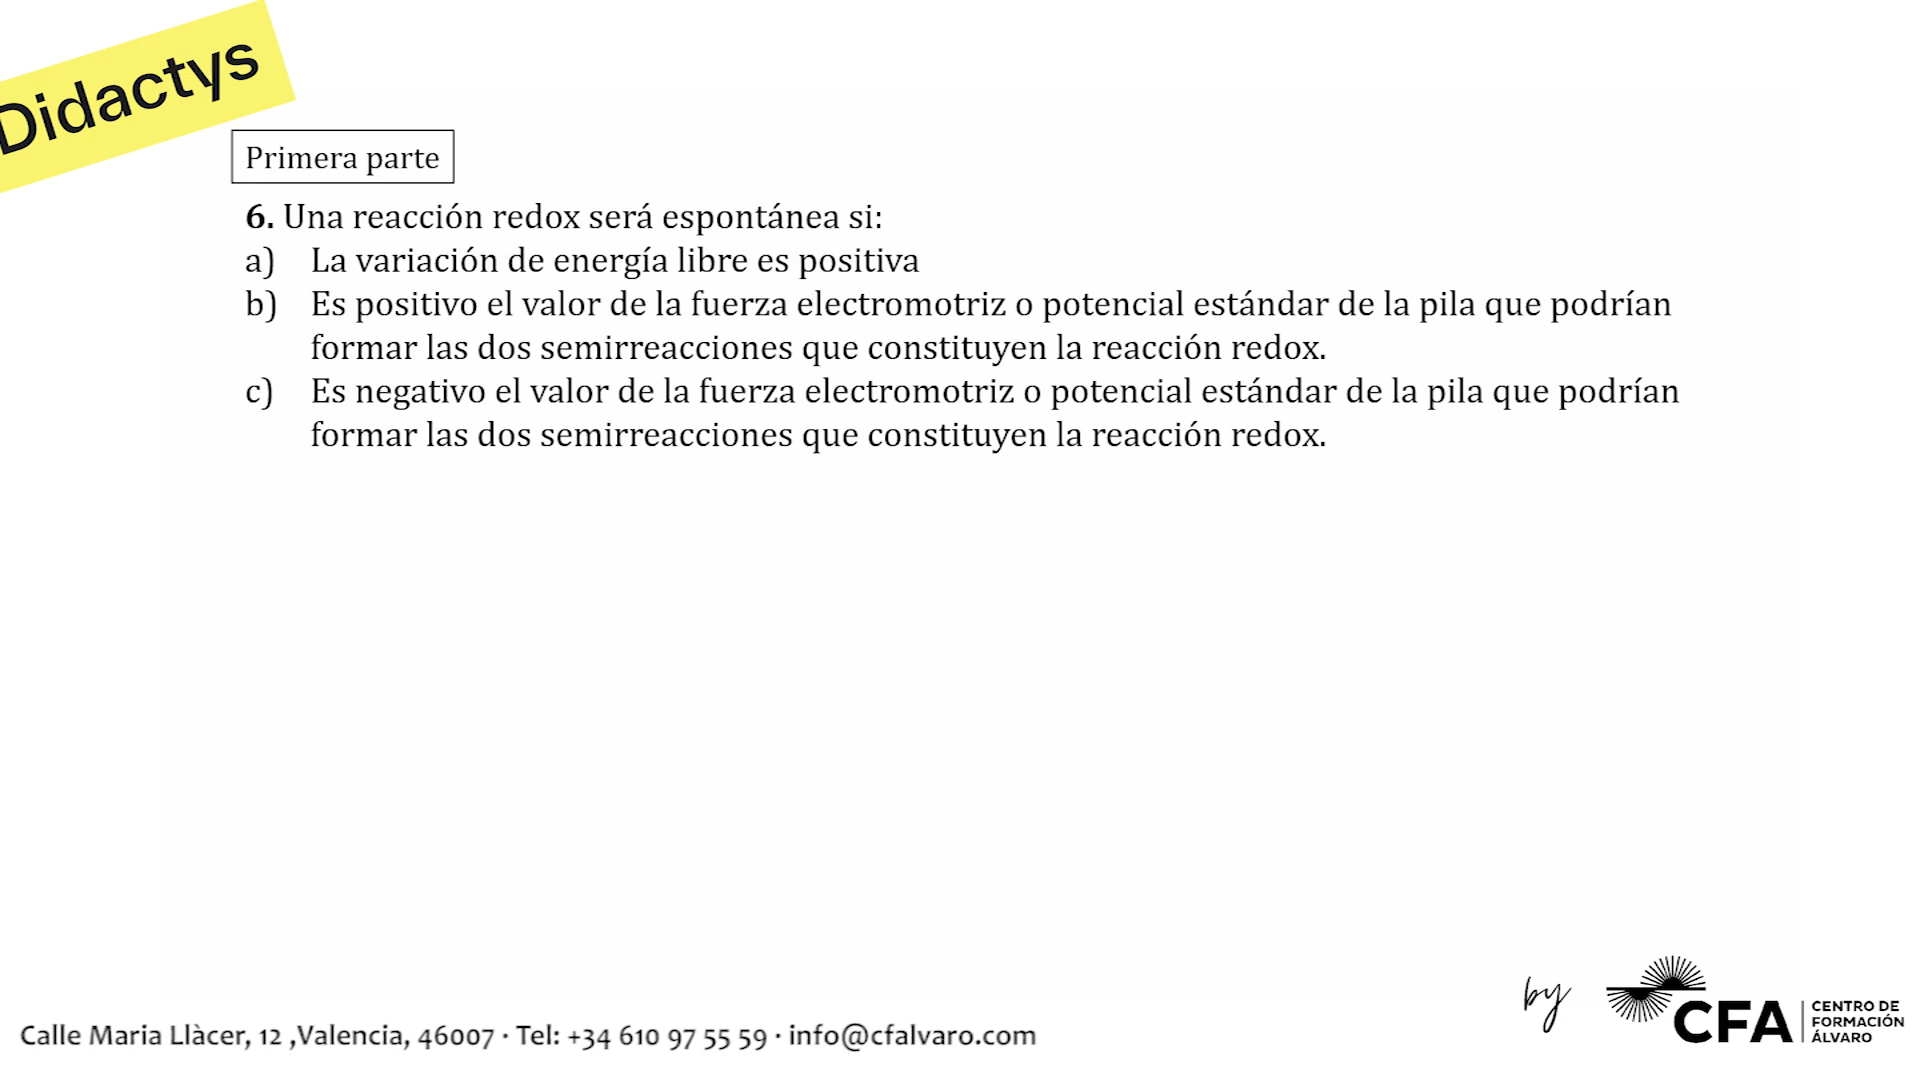 Didactys
Primera parte
6. Una reacción redox será espontánea si:
a) La variación de energía libre es positiva
b) Es positivo el valor de la fuerza electromotriz o potencial estándar de la pila que podrían
formar las dos semirreacciones que constituyen la reacción redox.
c) Es negativo el valor de la fuerza electromotriz o potencial estándar de la pila que podrían
formar las dos semirreacciones que constituyen la reacción redox.
by
CFA
CENTRO DE
FORMACIÓN
ÁLVARO
Calle Maria Llàcer, 12 ,Valencia, 46007 · Tel: +34 610 97 55 59 · info@cfalvaro.com